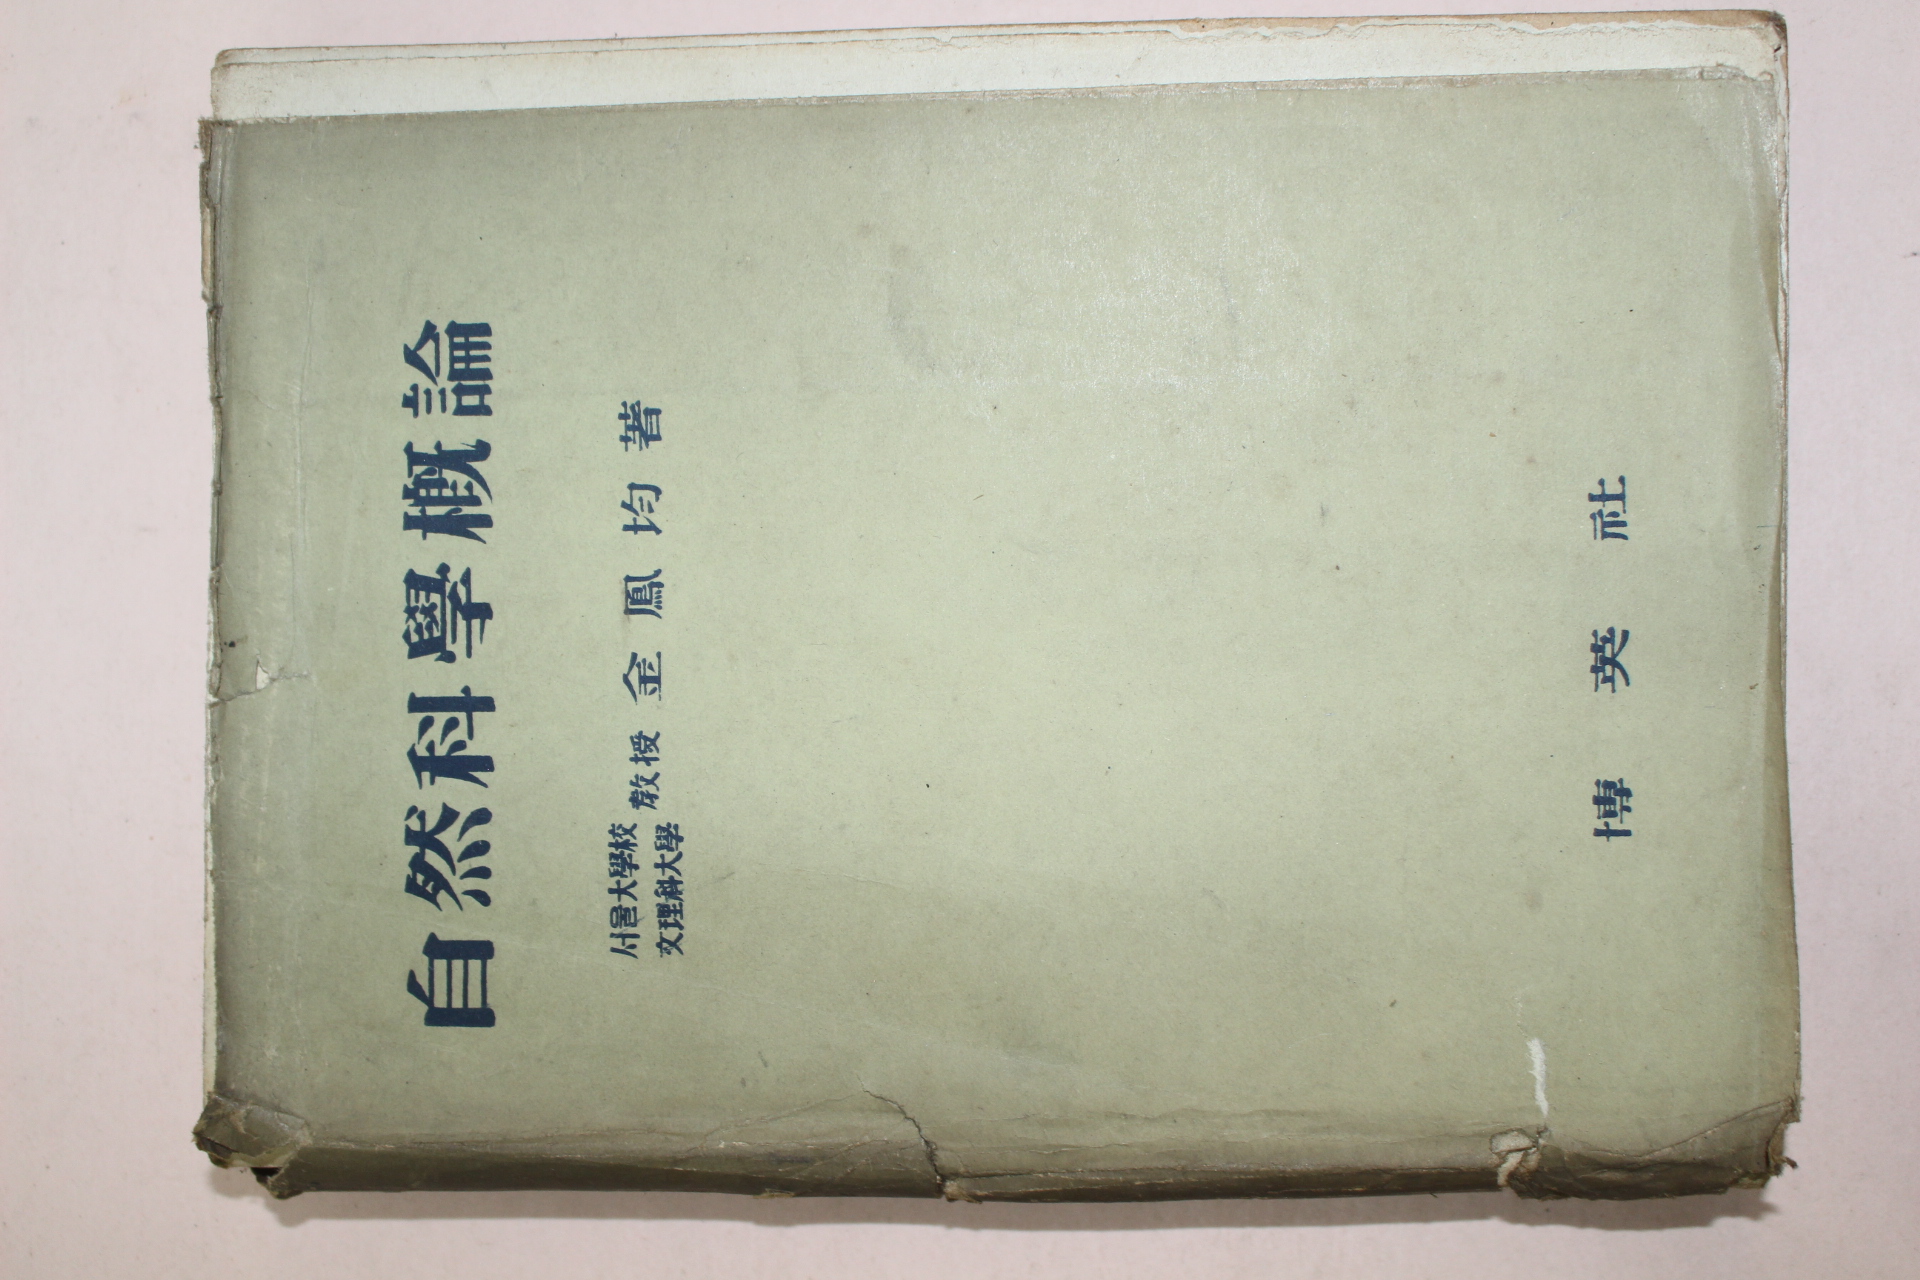 自然科學概論
서울大學校
文理科大學
敎授 金鳳均 著
博英社